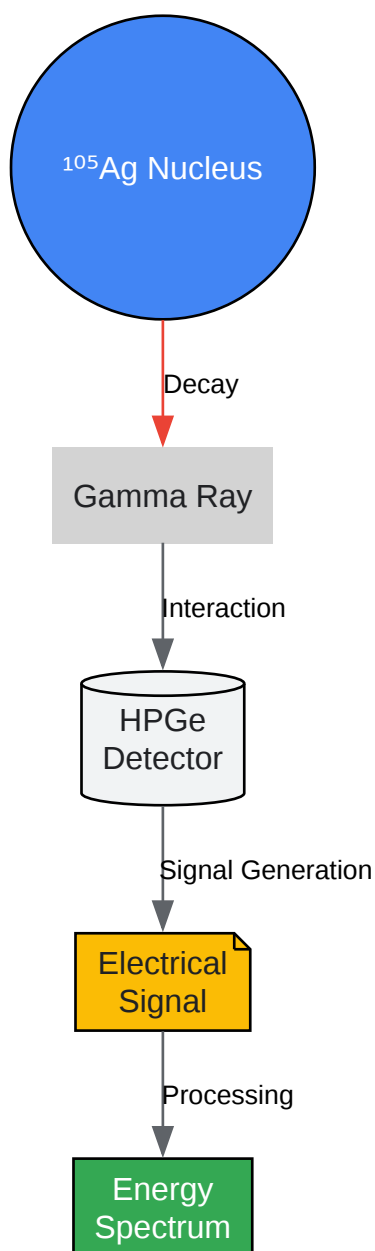 ¹⁰⁵Ag Nucleus
Decay
Gamma Ray
Interaction
HPGe
Detector
Signal Generation
Electrical
Signal
Processing
Energy
Spectrum